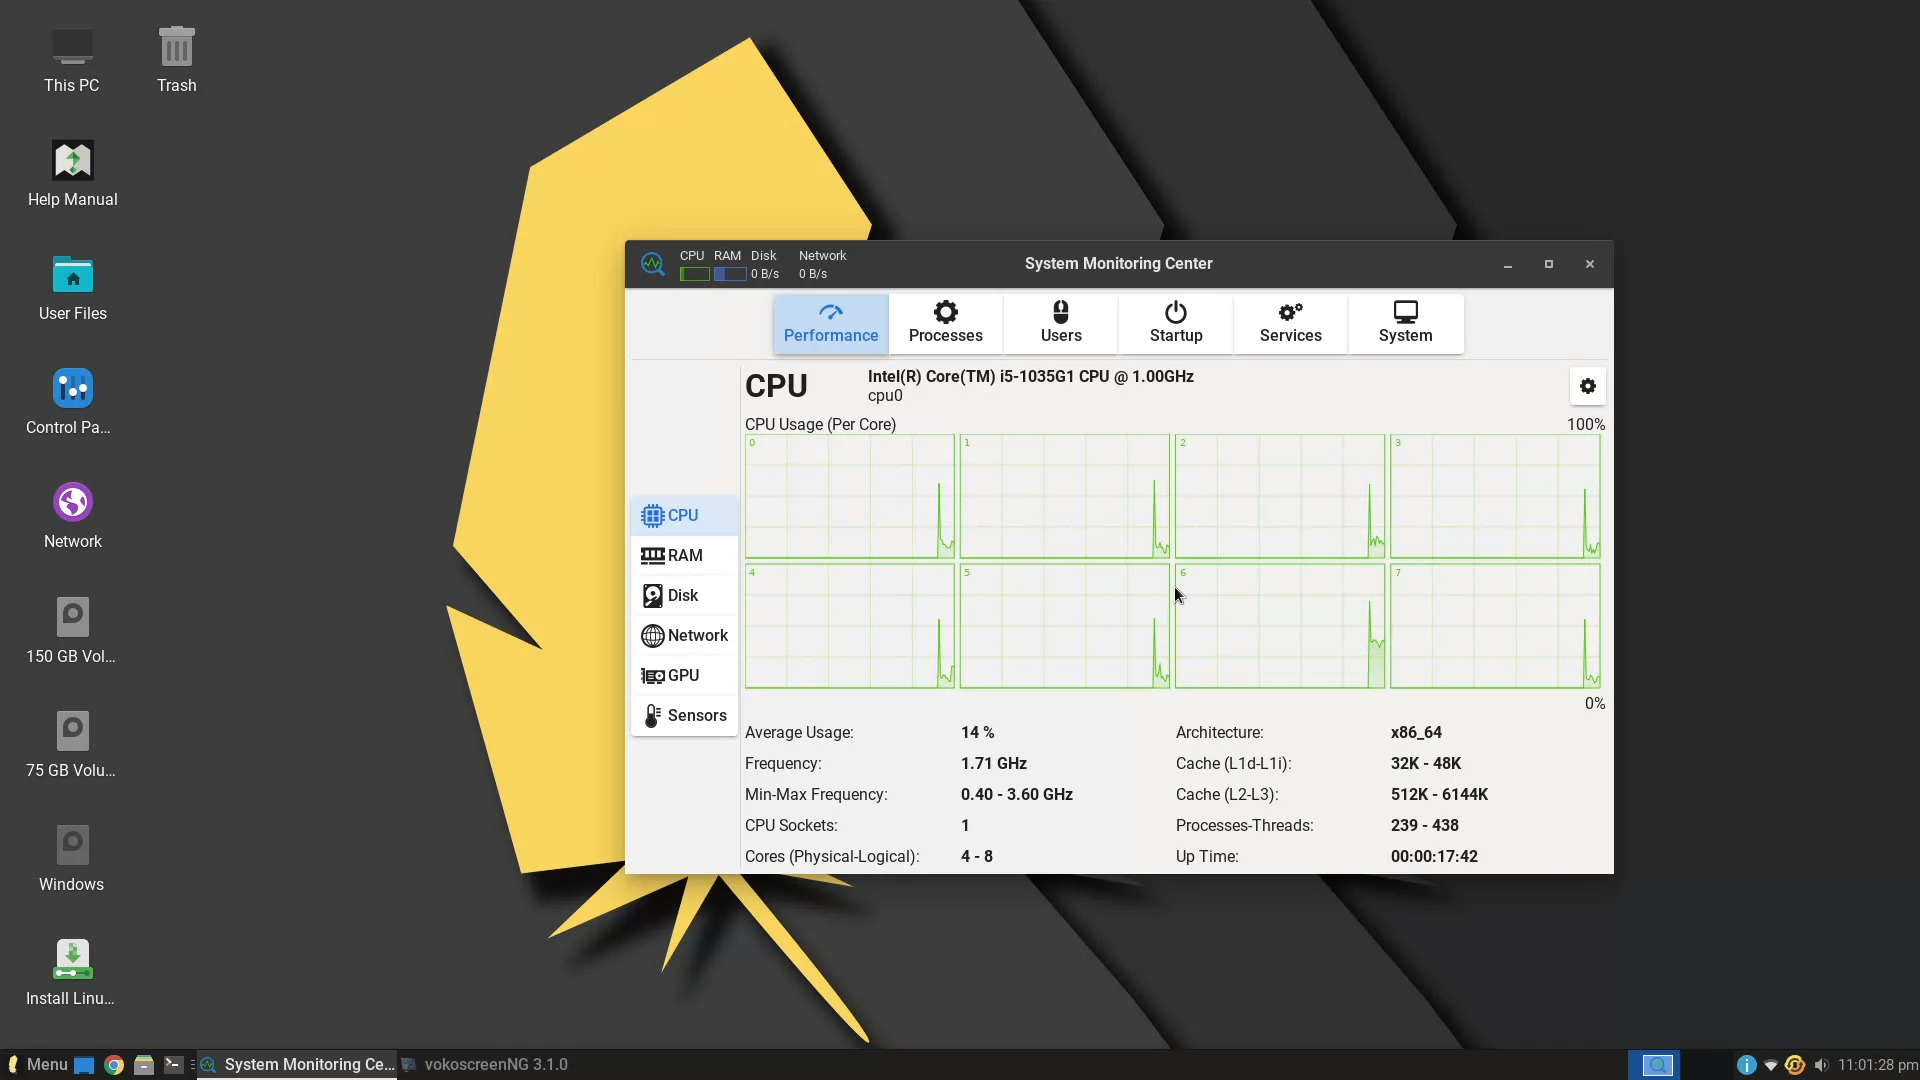 This PC
Trash
Help Manual
User Files
Control Pa...
Network
150 GB Vol...
75 GB Volu...
Windows
Install Linu...
CPU RAM Disk Network
0 B/s 0 B/s
System Monitoring Center
Performance Processes Users Startup Services System
CPU
Intel(R) Core(TM) i5-1035G1 CPU @ 1.00GHz
cpu0
CPU Usage (Per Core) 100%
0 1 2 3
4 5 6 7
0%
CPU
RAM
Disk
Network
GPU
Sensors
Average Usage: 14 % Architecture: x86_64
Frequency: 1.71 GHz Cache (L1d-L1i): 32K - 48K
Min-Max Frequency: 0.40 - 3.60 GHz Cache (L2-L3): 512K - 6144K
CPU Sockets: 1 Processes-Threads: 239 - 438
Cores (Physical-Logical): 4 - 8 Up Time: 00:00:17:42
Menu System Monitoring Ce... vokoscreenNG 3.1.0 11:01:28 pm